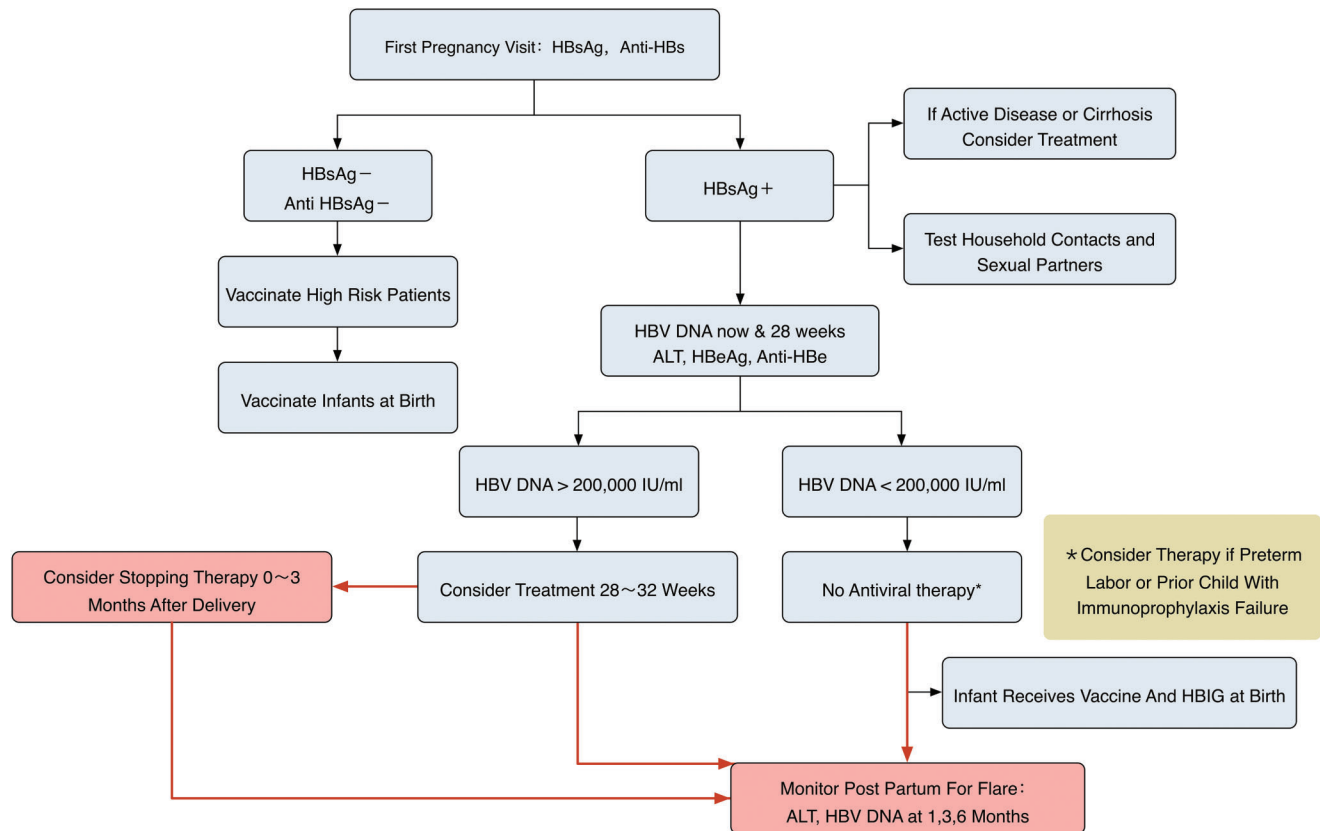 First Pregnancy Visit: HBsAg, Anti-HBs
If Active Disease or Cirrhosis
Consider Treatment
HBsAg−
Anti HBsAg−
HBsAg+
Test Household Contacts and
Sexual Partners
Vaccinate High Risk Patients
HBV DNA now & 28 weeks
ALT, HBeAg, Anti-HBe
Vaccinate Infants at Birth
HBV DNA > 200,000 IU/ml
HBV DNA < 200,000 IU/ml
Consider Stopping Therapy 0~3
Months After Delivery
Consider Treatment 28~32 Weeks
No Antiviral therapy*
* Consider Therapy if Preterm
Labor or Prior Child With
Immunoprophylaxis Failure
Infant Receives Vaccine And HBIG at Birth
Monitor Post Partum For Flare:
ALT, HBV DNA at 1,3,6 Months